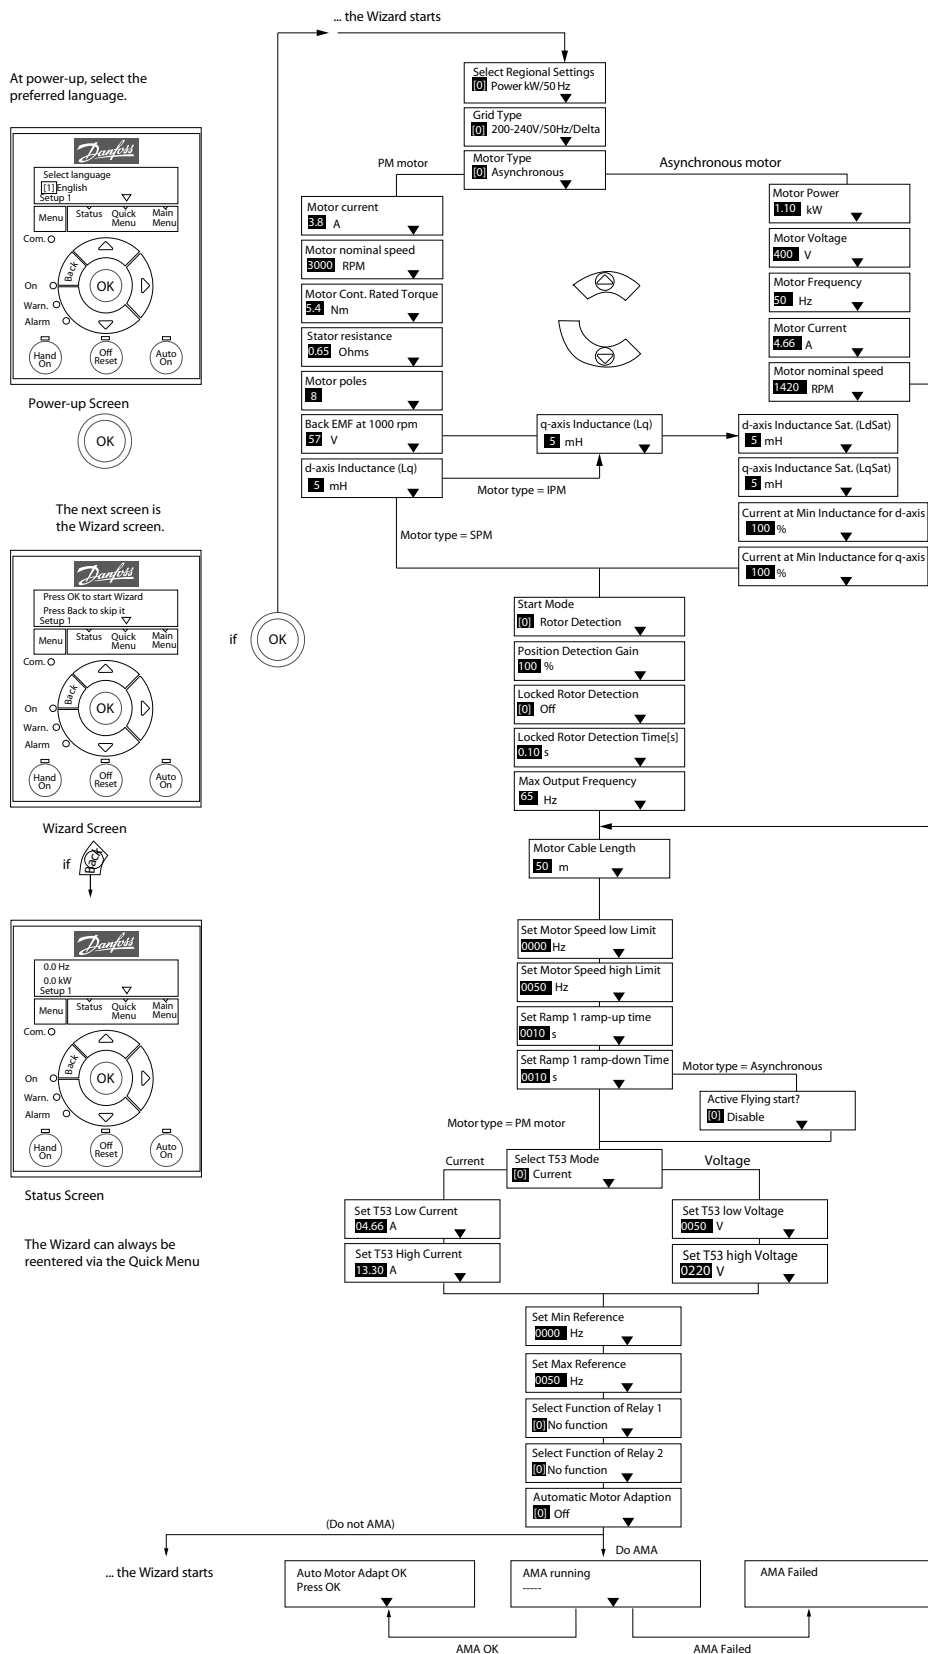 ... the Wizard starts
At power-up, select the
preferred language.
Danfoss
Select language
[1] English
Setup 1
Menu
Status
Quick
Menu
Main
Menu
Com.
Back
OK
On
Warn.
Alarm
Hand
On
Off
Reset
Auto
On
Power-up Screen
OK
The next screen is
the Wizard screen.
Danfoss
Press OK to start Wizard
Press Back to skip it
Setup 1
Menu
Status
Quick
Menu
Main
Menu
Com.
Back
OK
On
Warn.
Alarm
Hand
On
Off
Reset
Auto
On
Wizard Screen
if
Back
Danfoss
0.0 Hz
0.0 kW
Setup 1
Menu
Status
Quick
Menu
Main
Menu
Com.
Back
OK
On
Warn.
Alarm
Hand
On
Off
Reset
Auto
On
Status Screen
The Wizard can always be
reentered via the Quick Menu
if
OK
Select Regional Settings
[0] Power kW/50 Hz
Grid Type
[0] 200-240V/50Hz/Delta
Motor Type
[0] Asynchronous
PM motor
Asynchronous motor
Motor current
3.8 A
Motor nominal speed
3000 RPM
Motor Cont. Rated Torque
5.4 Nm
Stator resistance
0.65 Ohms
Motor poles
8
Back EMF at 1000 rpm
57 V
d-axis Inductance (Lq)
5 mH
Motor Power
1.10 kW
Motor Voltage
400 V
Motor Frequency
50 Hz
Motor Current
4.66 A
Motor nominal speed
1420 RPM
q-axis Inductance (Lq)
5 mH
Motor type = IPM
Motor type = SPM
d-axis Inductance Sat. (LdSat)
5 mH
q-axis Inductance Sat. (LqSat)
5 mH
Current at Min Inductance for d-axis
100 %
Current at Min Inductance for q-axis
100 %
Start Mode
[0] Rotor Detection
Position Detection Gain
100 %
Locked Rotor Detection
[0] Off
Locked Rotor Detection Time[s]
0.10 s
Max Output Frequency
65 Hz
Motor Cable Length
50 m
Set Motor Speed low Limit
0000 Hz
Set Motor Speed high Limit
0050 Hz
Set Ramp 1 ramp-up time
0010 s
Set Ramp 1 ramp-down Time
0010 s
Motor type = Asynchronous
Active Flying start?
[0] Disable
Motor type = PM motor
Current
Select T53 Mode
[0] Current
Voltage
Set T53 Low Current
04.66 A
Set T53 High Current
13.30 A
Set T53 low Voltage
0050 V
Set T53 high Voltage
0220 V
Set Min Reference
0000 Hz
Set Max Reference
0050 Hz
Select Function of Relay 1
[0] No function
Select Function of Relay 2
[0] No function
Automatic Motor Adaption
[0] Off
(Do not AMA)
Do AMA
... the Wizard starts
Auto Motor Adapt OK
Press OK
AMA running
-----
AMA Failed
AMA OK
AMA Failed